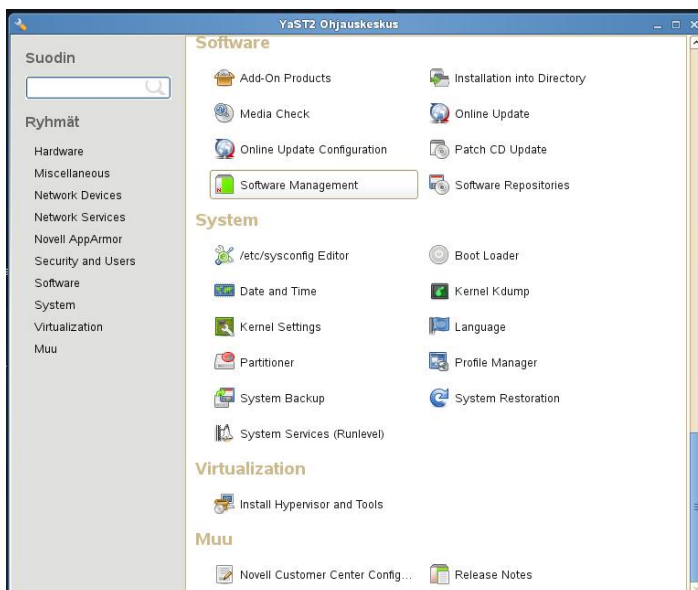 YaST2 Ohjauskeskus
Suodin
Ryhmät
Hardware
Miscellaneous
Network Devices
Network Services
Novell AppArmor
Security and Users
Software
System
Virtualization
Muu
Software
Add-On Products
Installation into Directory
Media Check
Online Update
Online Update Configuration
Patch CD Update
Software Management
Software Repositories
System
/etc/sysconfig Editor
Boot Loader
Date and Time
Kernel Kdump
Kernel Settings
Language
Partitioner
Profile Manager
System Backup
System Restoration
System Services (Runlevel)
Virtualization
Install Hypervisor and Tools
Muu
Novell Customer Center Config...
Release Notes